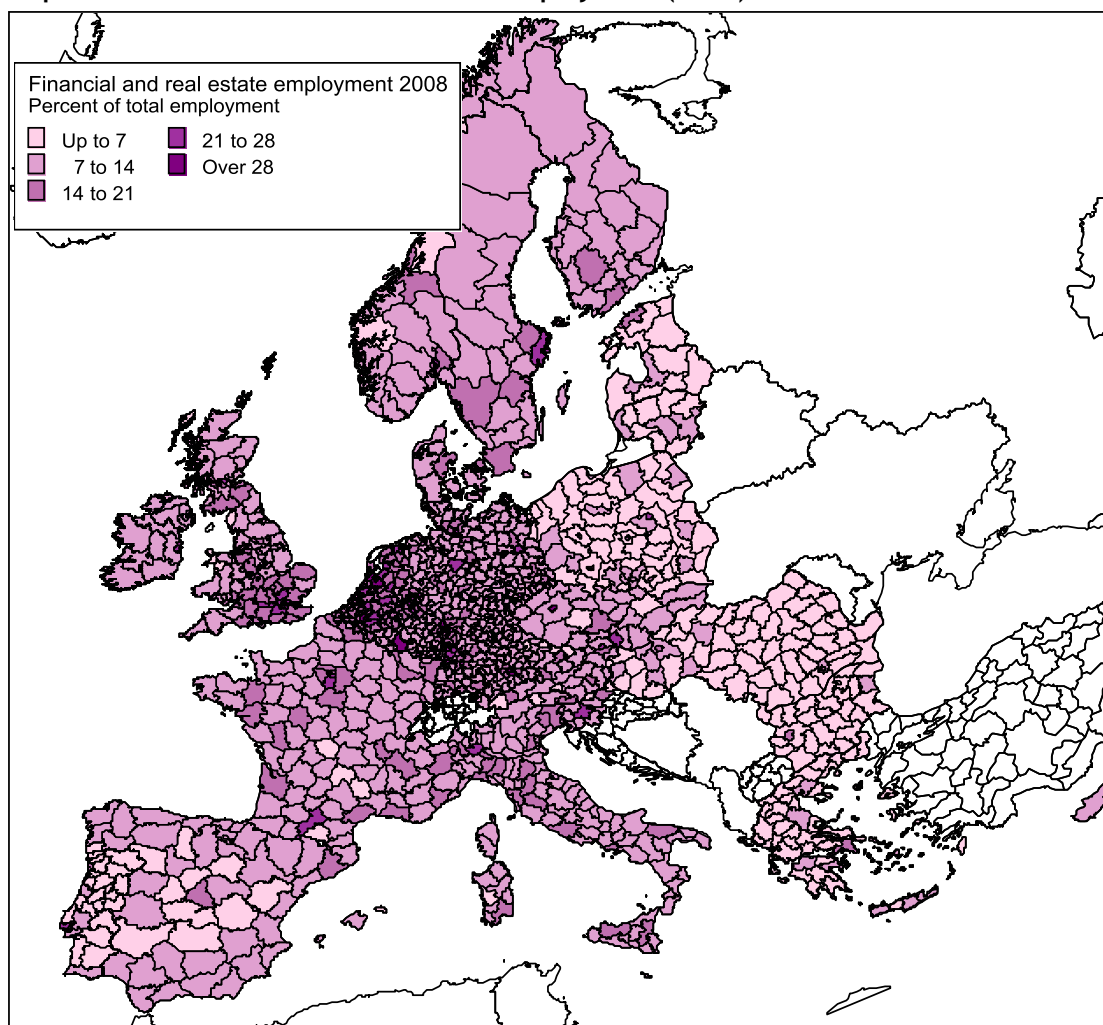 Financial and real estate employment 2008
Percent of total employment
Up to 7
21 to 28
7 to 14
Over 28
14 to 21